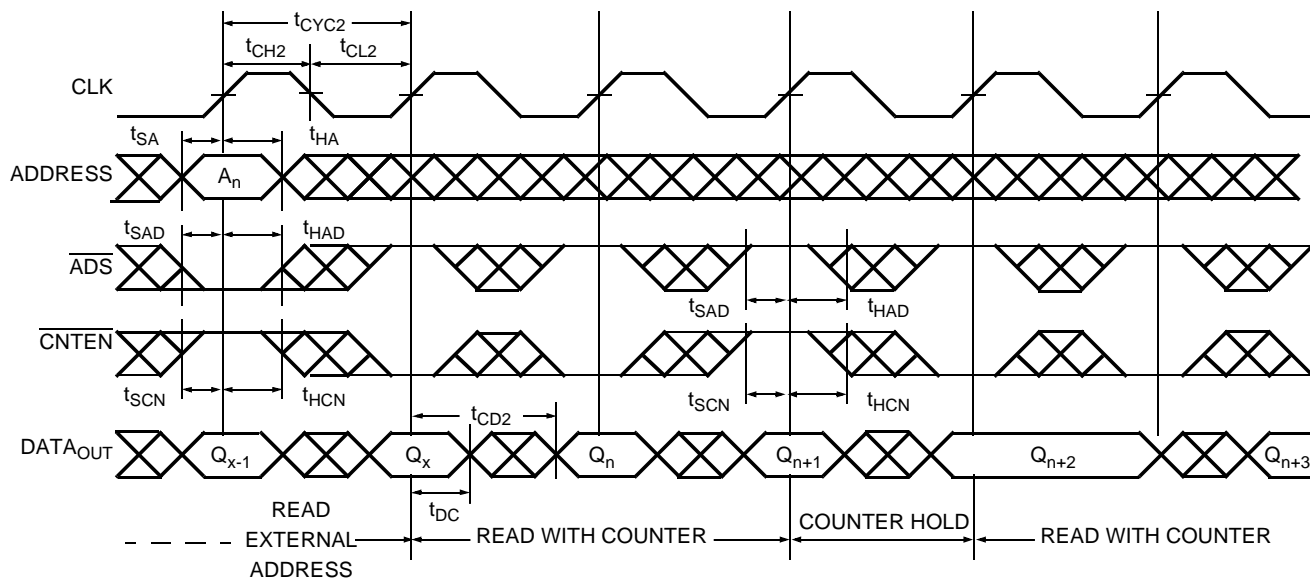 tCYC2
tCH2 tCL2
CLK
tSA tHA
ADDRESS An
tSAD tHAD
ADS
tSAD tHAD
CNTEN
tSCN tHCN tSCN tHCN
tCD2
DATAOUT Qx-1 Qx Qn Qn+1 Qn+2 Qn+3
tDC
READ EXTERNAL ADDRESS
READ WITH COUNTER
COUNTER HOLD
READ WITH COUNTER